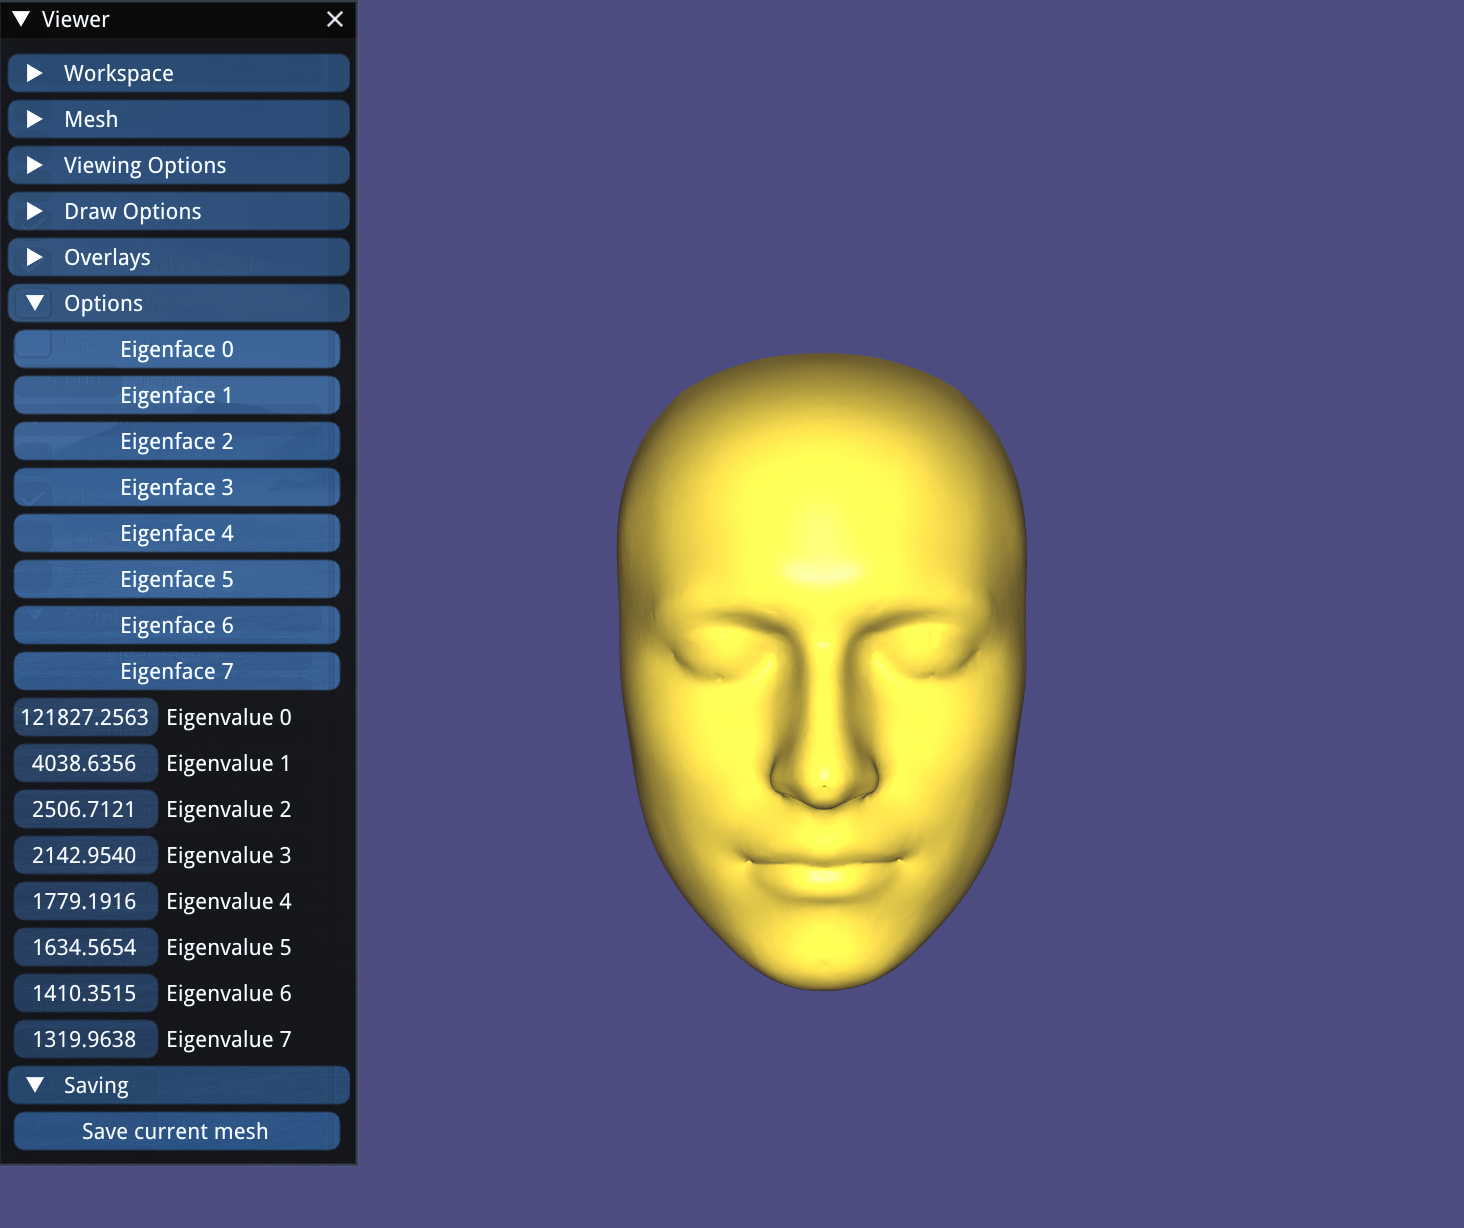 Viewer
Workspace
Mesh
Viewing Options
Draw Options
Overlays
Options
Eigenface 0
Eigenface 1
Eigenface 2
Eigenface 3
Eigenface 4
Eigenface 5
Eigenface 6
Eigenface 7
121827.2563 Eigenvalue 0
4038.6356 Eigenvalue 1
2506.7121 Eigenvalue 2
2142.9540 Eigenvalue 3
1779.1916 Eigenvalue 4
1634.5654 Eigenvalue 5
1410.3515 Eigenvalue 6
1319.9638 Eigenvalue 7
Saving
Save current mesh